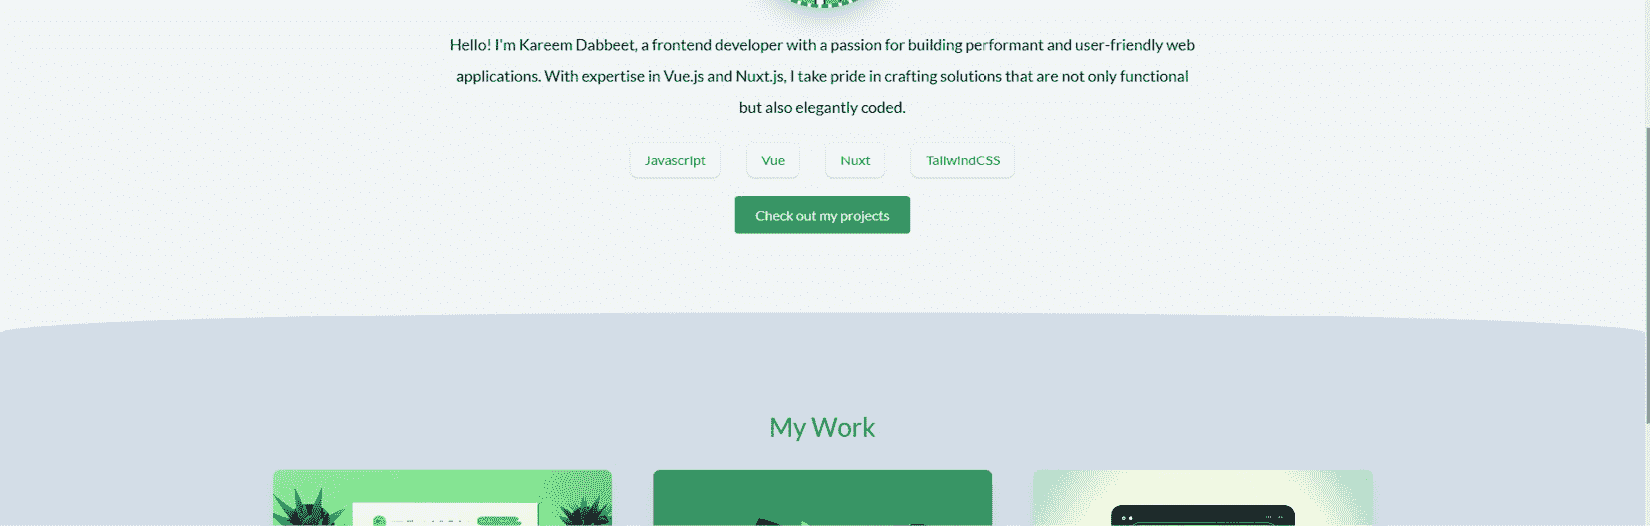 Hello! I'm Kareem Dabbeet, a frontend developer with a passion for building performant and user-friendly web
applications. With expertise in Vue.js and Nuxt.js, I take pride in crafting solutions that are not only functional
but also elegantly coded.
Javascript Vue Nuxt TailwindCSS
Check out my projects
My Work